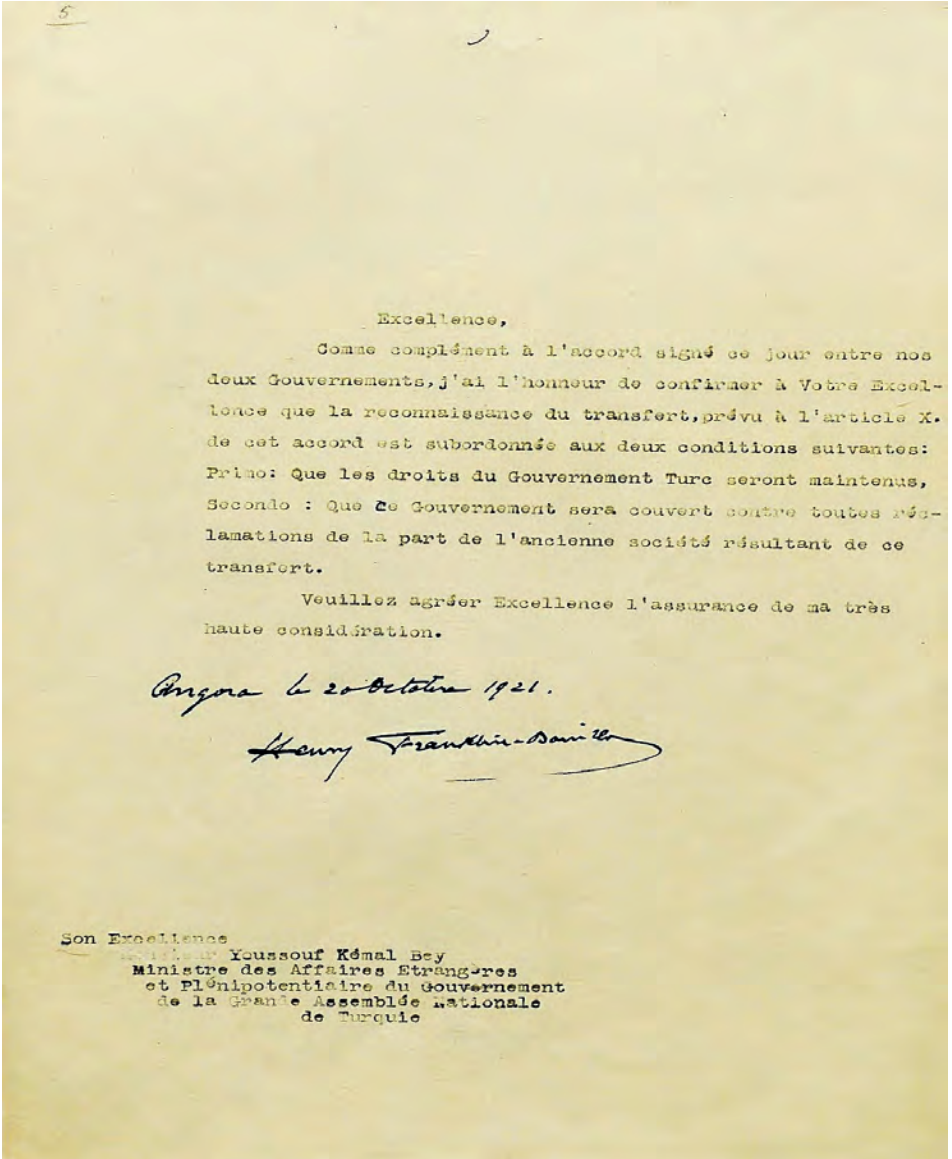 5
Excellence,
Comme complément à l'accord signé ce jour entre nos
deux Gouvernements,j'ai l'honneur de confirmer à Votre Excel-
lence que la reconnaissance du transfert,prévu à l'article X.
de cet accord est subordonnée aux deux conditions suivantes:
Primo: Que les droits du Gouvernement Turc seront maintenus,
Secondo : Que ce Gouvernement sera couvert contre toutes réc-
lamations de la part de l'ancienne société résultant de ce
transfert.
Veuillez agréer Excellence l'assurance de ma très
haute considération.
Angora le 20 Octobre 1921.
Henry Franklin-Bouillon
Son Excellence
Youssouf Kémal Bey
Ministre des Affaires Etrangères
et Plénipotentiaire du Gouvernement
de la Grande Assemblée Nationale
de Turquie